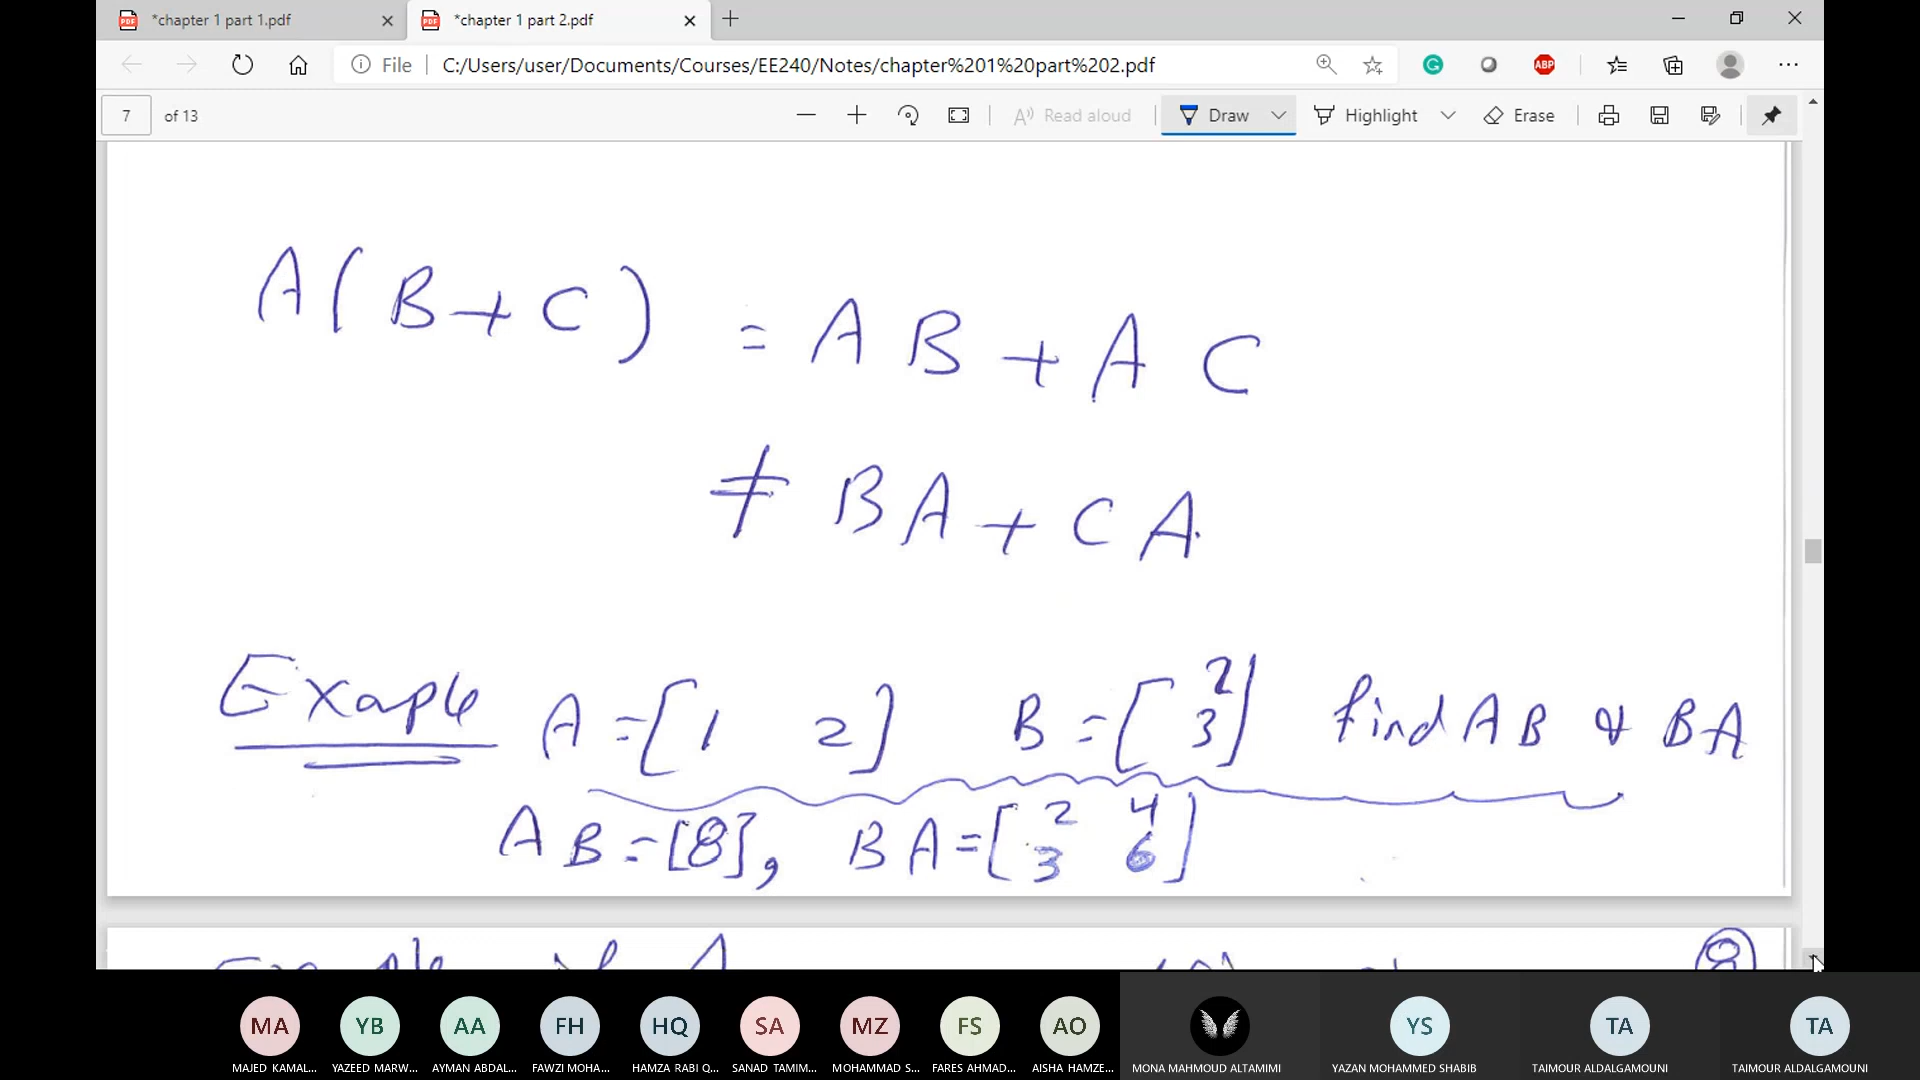 *chapter 1 part 1.pdf
*chapter 1 part 2.pdf
File C:/Users/user/Documents/Courses/EE240/Notes/chapter%201%20part%202.pdf
ABP
7 of 13
Read aloud
Draw
Highlight
Erase
A(B+C) = AB + AC
≠ BA + CA
Exaple A = [1 2] B = [2 3] find AB & BA
AB = [8], BA = [2 4 3 6]
8
MA YB AA FH HQ SA MZ FS AO YS TA TA
MAJED KAMAL... YAZEED MARW... AYMAN ABDAL... FAWZI MOHA... HAMZA RABI Q... SANAD TAMIM... MOHAMMAD S... FARES AHMAD... AISHA HAMZE... MONA MAHMOUD ALTAMIMI YAZAN MOHAMMED SHABIB TAIMOUR ALDALGAMOUNI TAIMOUR ALDALGAMOUNI